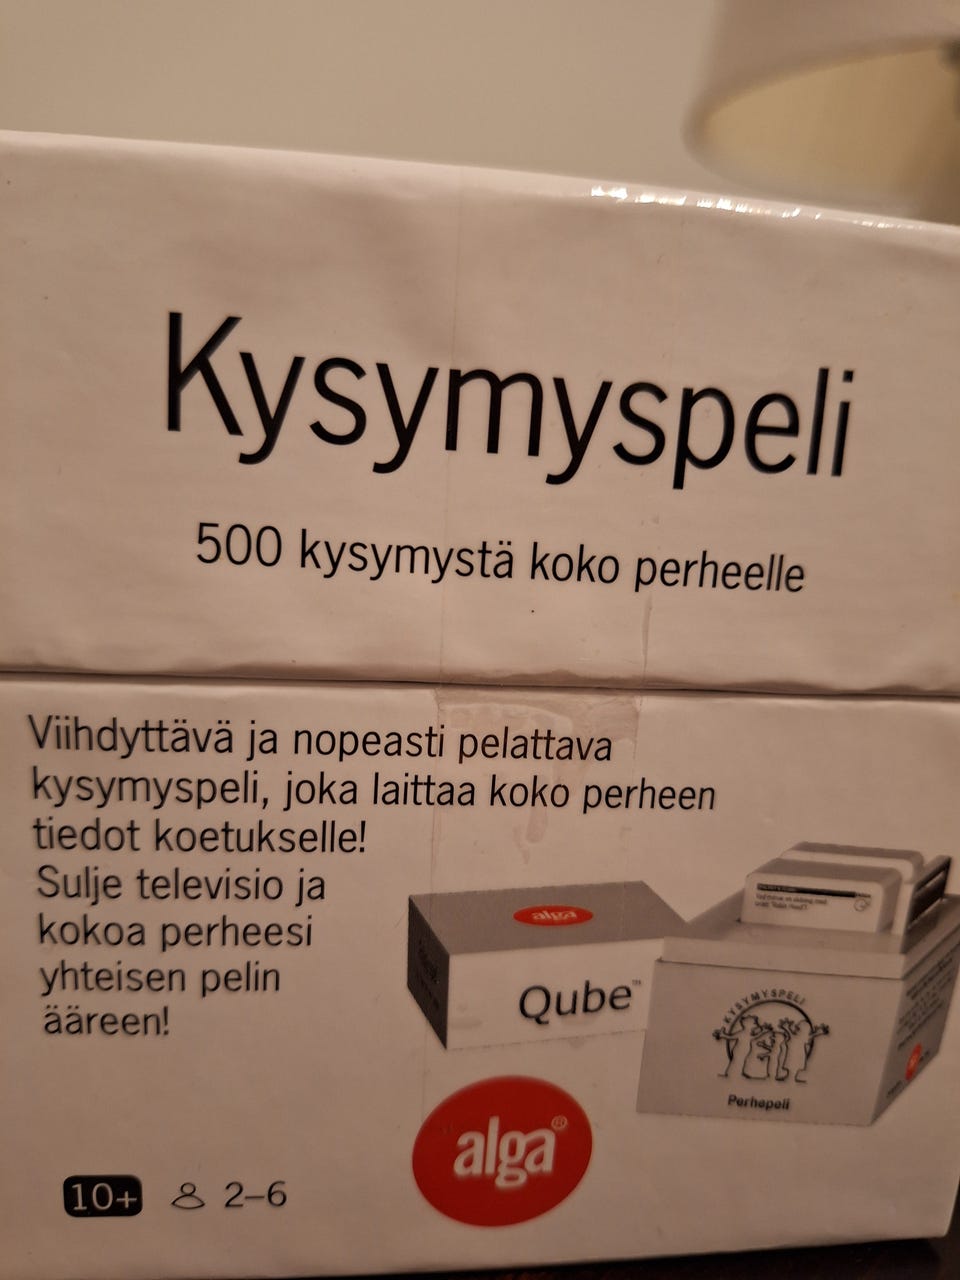 Kysymyspeli
500 kysymystä koko perheelle
Viihdyttävä ja nopeasti pelattava
kysymyspeli, joka laittaa koko perheen
tiedot koetukselle!
Sulje televisio ja
kokoa perheesi
yhteisen pelin
ääreen!
alga
Qube™
KYSYMYSPELI
Perhepeli
alga®
10+ 2–6